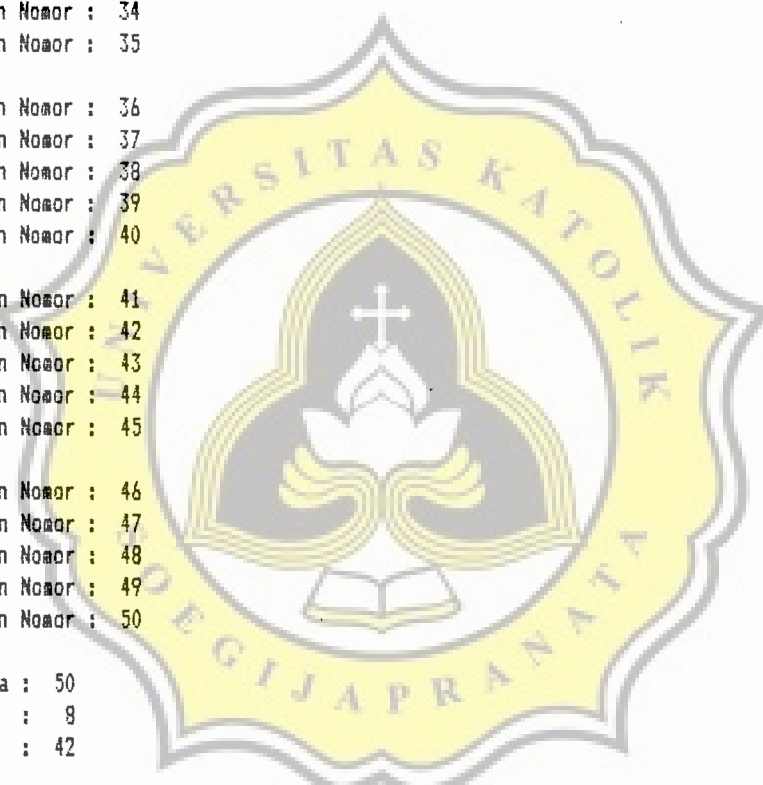 n Nomor : 34
n Nomor : 35
n Nomor : 36
n Nomor : 37
n Nomor : 38
n Nomor : 39
n Nomor : 40
n Nomor : 41
n Nomor : 42
n Nomor : 43
n Nomor : 44
n Nomor : 45
n Nomor : 46
n Nomor : 47
n Nomor : 48
n Nomor : 49
n Nomor : 50
a : 50
: 8
: 42
UNIVERSITAS KATOLIK
SOEGIJAPRANATA